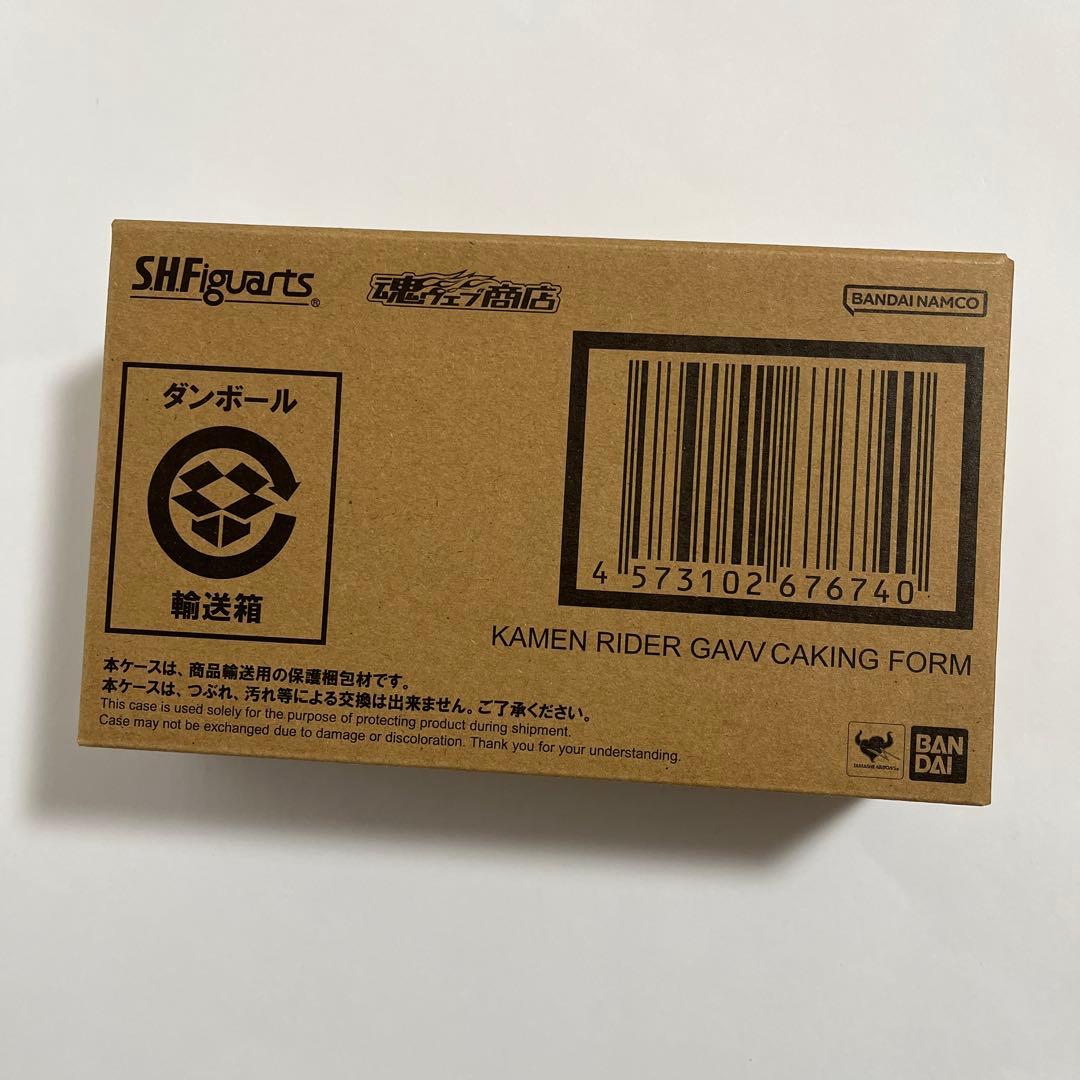 S.H.Figuarts®
魂ウェブ商店
BANDAI NAMCO
ダンボール
輸送箱
4 573102 676740
KAMEN RIDER GAVV CAKING FORM
本ケースは、商品輸送用の保護梱包材です。
本ケースは、つぶれ、汚れ等による交換は出来ません。ご了承ください。
This case is used solely for the purpose of protecting product during shipment.
Case may not be exchanged due to damage or discoloration. Thank you for your understanding.
TAMASHII NATIONS
BAN
DAI